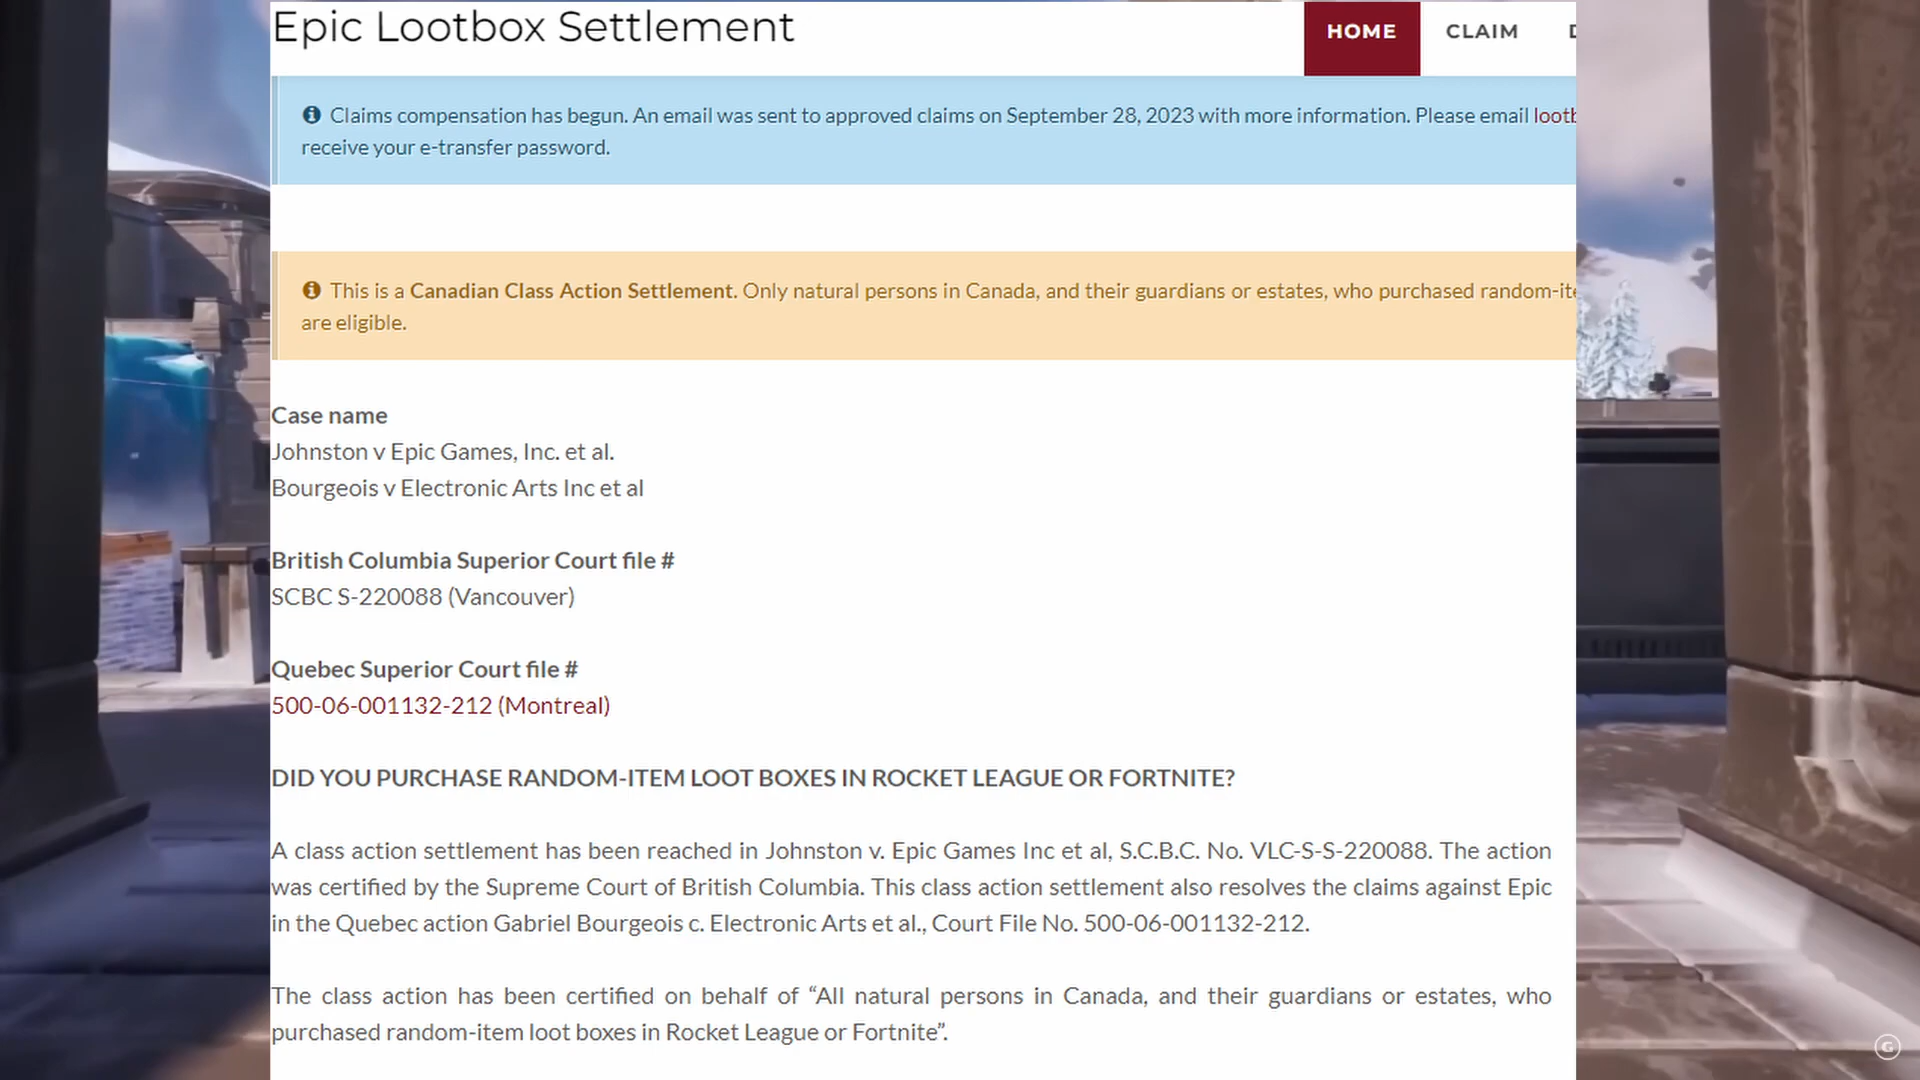 Epic Lootbox Settlement
HOME CLAIM
Claims compensation has begun. An email was sent to approved claims on September 28, 2023 with more information. Please email
receive your e-transfer password.
This is a Canadian Class Action Settlement. Only natural persons in Canada, and their guardians or estates, who purchased
are eligible.
Case name
Johnston v Epic Games, Inc. et al.
Bourgeois v Electronic Arts Inc et al
British Columbia Superior Court file #
SCBC S-220088 (Vancouver)
Quebec Superior Court file #
500-06-001132-212 (Montreal)
DID YOU PURCHASE RANDOM-ITEM LOOT BOXES IN ROCKET LEAGUE OR FORTNITE?
A class action settlement has been reached in Johnston v. Epic Games Inc et al, S.C.B.C. No. VLC-S-S-220088. The action
was certified by the Supreme Court of British Columbia. This class action settlement also resolves the claims against Epic
in the Quebec action Gabriel Bourgeois c. Electronic Arts et al., Court File No. 500-06-001132-212.
The class action has been certified on behalf of “All natural persons in Canada, and their guardians or estates, who
purchased random-item loot boxes in Rocket League or Fortnite”.
G